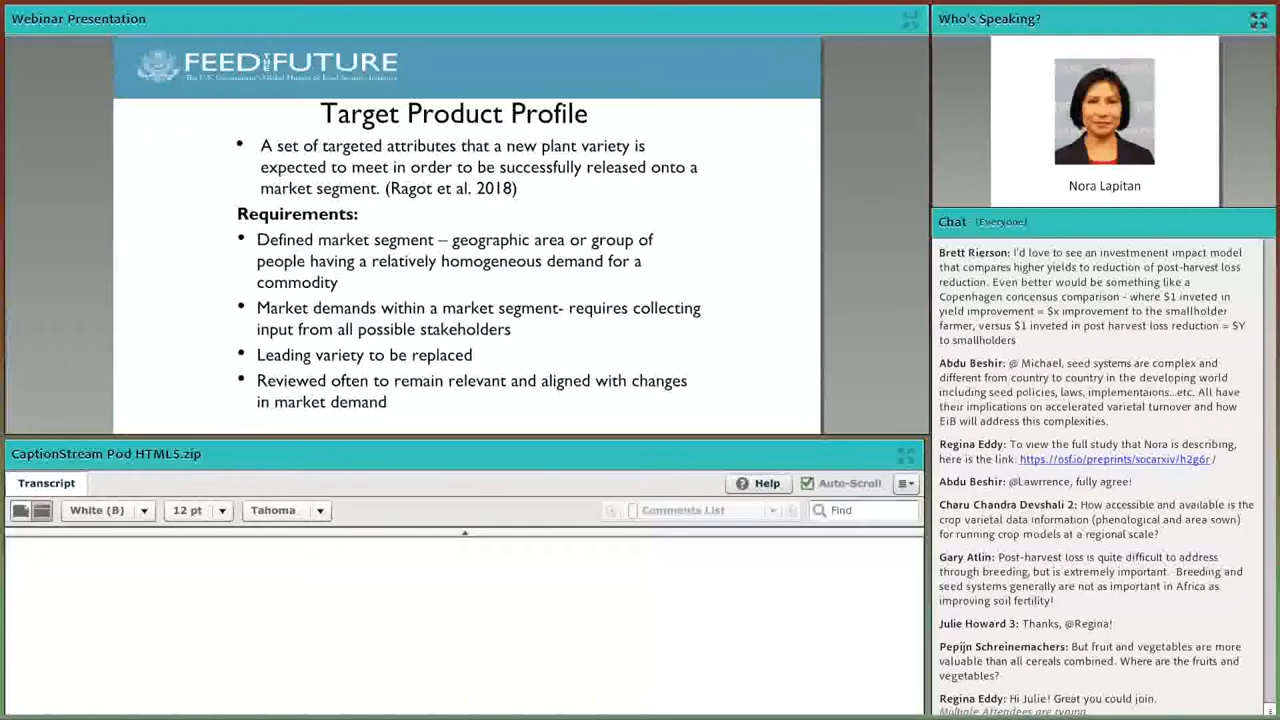 Webinar Presentation
FEED THE FUTURE
The U.S. Government's Global Hunger & Food Security Initiative
Target Product Profile
• A set of targeted attributes that a new plant variety is
expected to meet in order to be successfully released onto a
market segment. (Ragot et al. 2018)
Requirements:
• Defined market segment – geographic area or group of
people having a relatively homogeneous demand for a
commodity
• Market demands within a market segment- requires collecting
input from all possible stakeholders
• Leading variety to be replaced
• Reviewed often to remain relevant and aligned with changes
in market demand
CaptionStream Pod HTML5.zip
Transcript
Help
Auto-Scroll
White (B)
12 pt
Tahoma
Comments List
Find
Who's Speaking?
Nora Lapitan
Chat (Everyone)
Brett Rierson: I'd love to see an investmenent impact model
that compares higher yields to reduction of post-harvest loss
reduction. Even better would be something like a
Copenhagen concensus comparison - where $1 inveted in
yield improvement = $x improvement to the smallholder
farmer, versus $1 inveted in post harvest loss reduction = $Y
to smallholders
Abdu Beshir: @ Michael, seed systems are complex and
different from country to country in the developing world
including seed policies, laws, implementaions...etc. All have
their implications on accelerated varietal turnover and how
EiB will address this complexities.
Regina Eddy: To view the full study that Nora is describing,
here is the link: https://osf.io/preprints/socarxiv/h2g6r /
Abdu Beshir: @Lawrrence, fully agree!
Charu Chandra Devshali 2: How accessible and available is the
crop varietal data information (phenological and area sown)
for running crop models at a regional scale?
Gary Atlin: Post-harvest loss is quite difficult to address
through breeding, but is extremely important. Breeding and
seed systems generally are not as important in Africa as
improving soil fertility!
Julie Howard 3: Thanks, @Regina!
Pepijn Schreinemachers: But fruit and vegetables are more
valuable than all cereals combined. Where are the fruits and
vegetables?
Regina Eddy: Hi Julie! Great you could join.
Multiple Attendees are typing